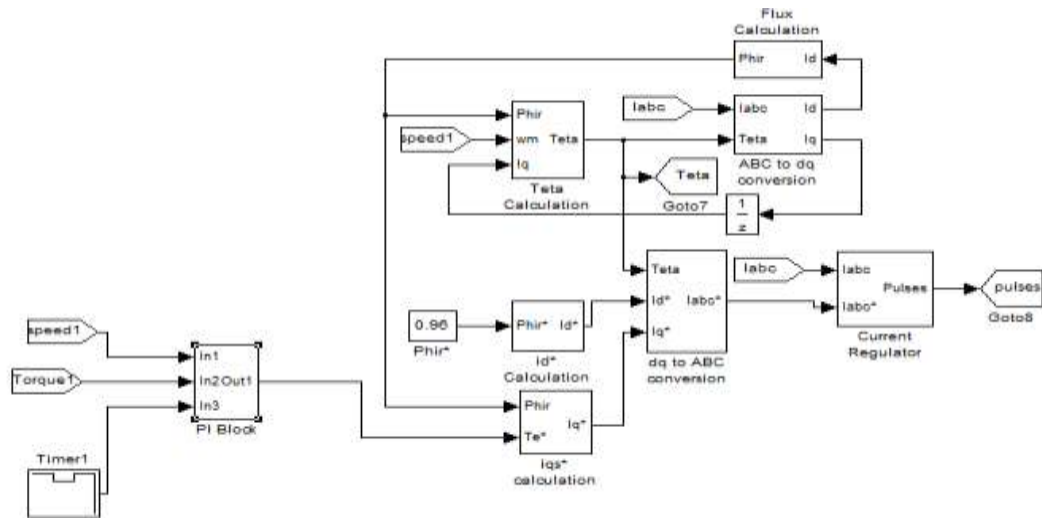 Flux
Calculation
Phir Id
Iabc
Iabc Id
Teta Iq
ABC to dq
conversion
Phir
speed1
wm Teta
Iq
Teta
Calculation
Teta
Goto7
1
z
Teta
Id* Iabc*
Iq*
dq to ABC
conversion
Iabc
Iabc
Pulses
Iabc*
Current
Regulator
pulses
Goto8
0.96
Phir*
Phir* Id*
id*
Calculation
speed1
Torque1
In1
In2Out1
In3
PI Block
Phir
Iq*
Te*
iqs*
calculation
Timer1